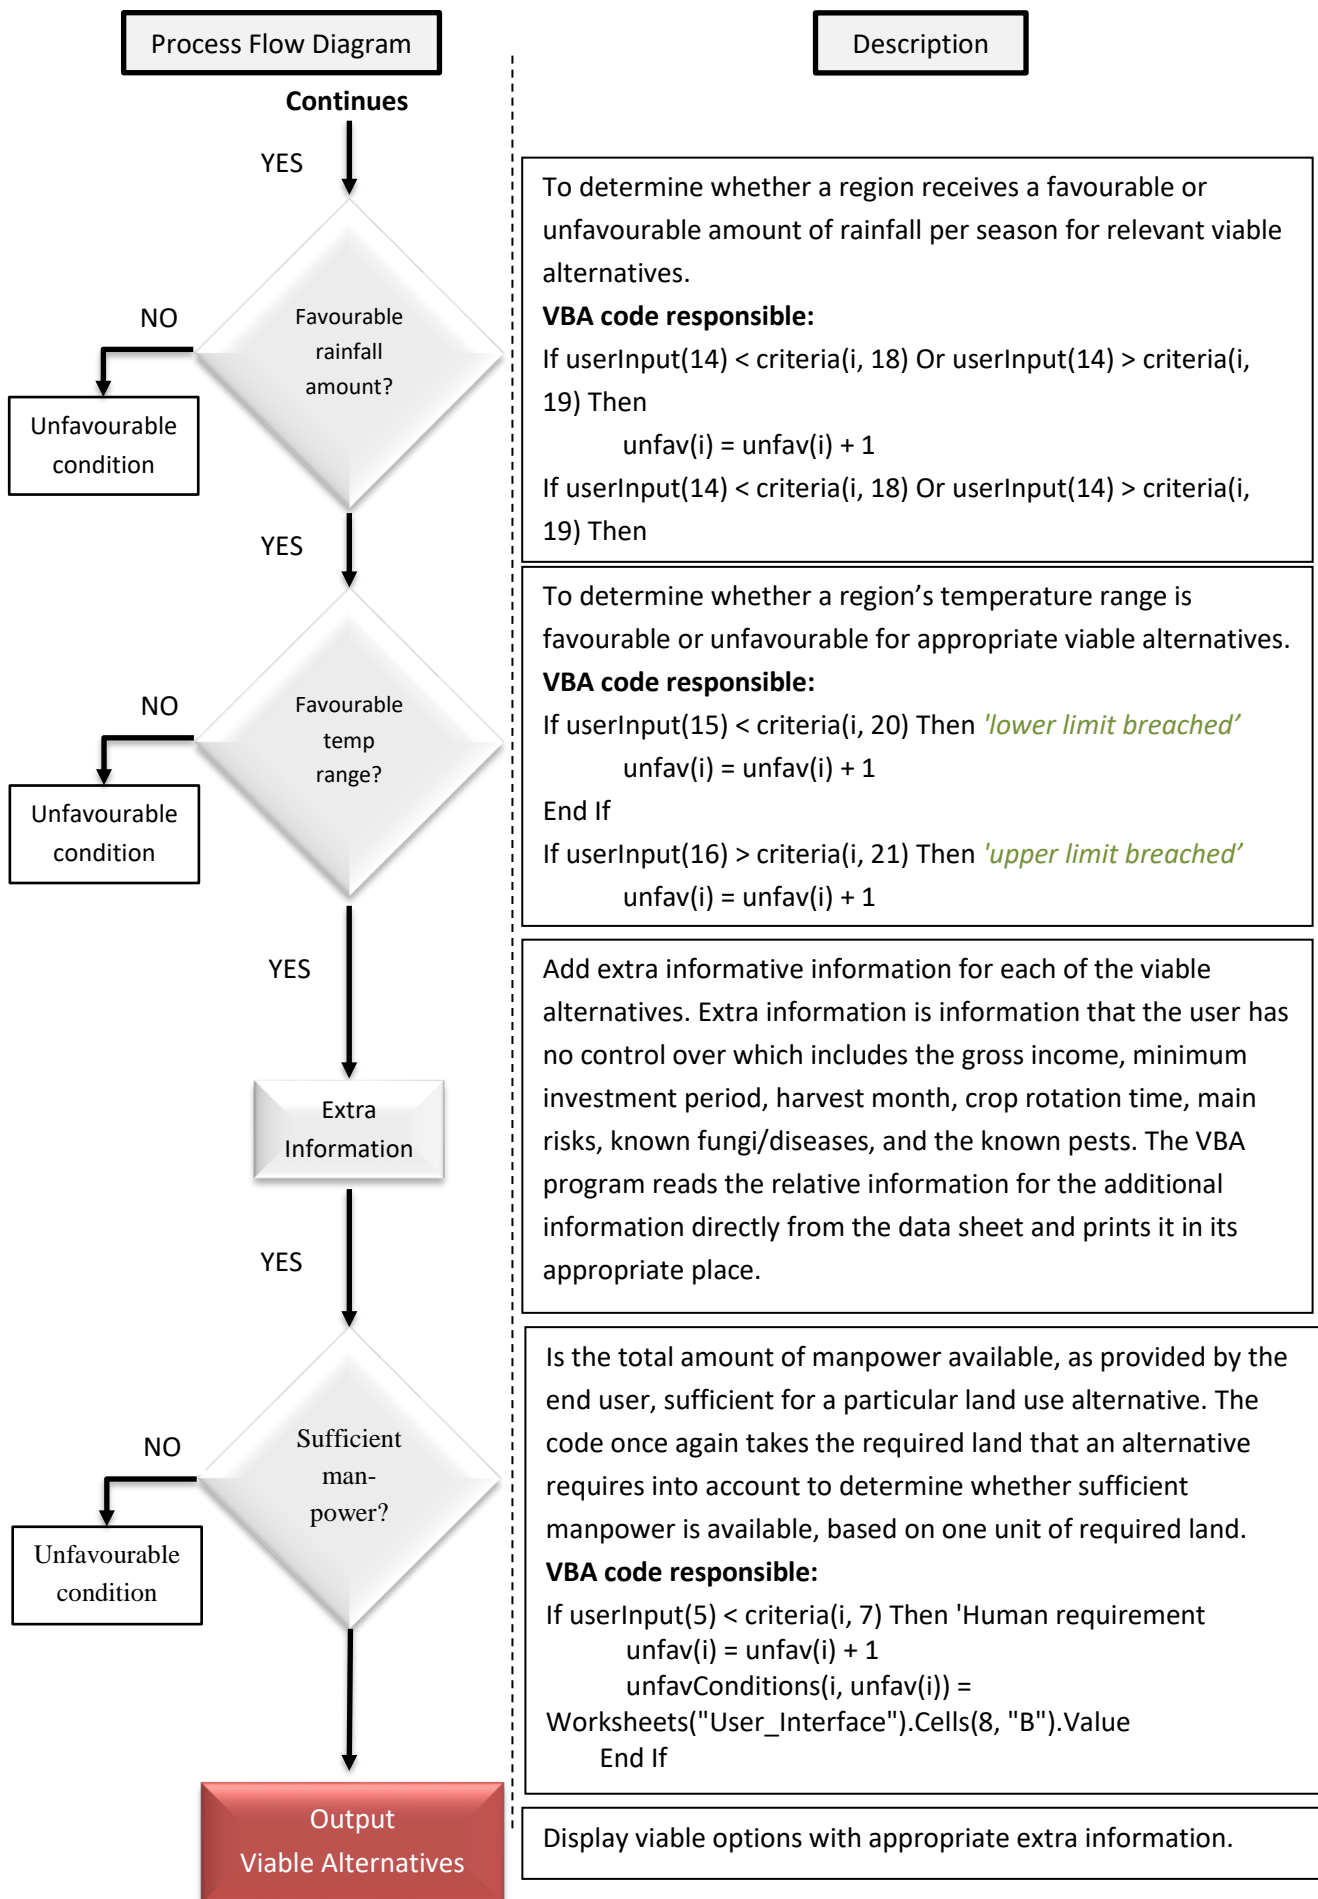 Process Flow Diagram
Description
Continues
YES
To determine whether a region receives a favourable or
unfavourable amount of rainfall per season for relevant viable
alternatives.
VBA code responsible:
If userInput(14) < criteria(i, 18) Or userInput(14) > criteria(i,
19) Then
unfav(i) = unfav(i) + 1
If userInput(14) < criteria(i, 18) Or userInput(14) > criteria(i,
19) Then
NO
Favourable
rainfall
amount?
Unfavourable
condition
YES
To determine whether a region’s temperature range is
favourable or unfavourable for appropriate viable alternatives.
VBA code responsible:
If userInput(15) < criteria(i, 20) Then 'lower limit breached’
unfav(i) = unfav(i) + 1
End If
If userInput(16) > criteria(i, 21) Then 'upper limit breached’
unfav(i) = unfav(i) + 1
NO
Favourable
temp
range?
Unfavourable
condition
YES
Add extra informative information for each of the viable
alternatives. Extra information is information that the user has
no control over which includes the gross income, minimum
investment period, harvest month, crop rotation time, main
risks, known fungi/diseases, and the known pests. The VBA
program reads the relative information for the additional
information directly from the data sheet and prints it in its
appropriate place.
Extra
Information
YES
Is the total amount of manpower available, as provided by the
end user, sufficient for a particular land use alternative. The
code once again takes the required land that an alternative
requires into account to determine whether sufficient
manpower is available, based on one unit of required land.
VBA code responsible:
If userInput(5) < criteria(i, 7) Then 'Human requirement
unfav(i) = unfav(i) + 1
unfavConditions(i, unfav(i)) =
Worksheets("User_Interface").Cells(8, "B").Value
End If
NO
Sufficient
man-
power?
Unfavourable
condition
Output
Viable Alternatives
Display viable options with appropriate extra information.